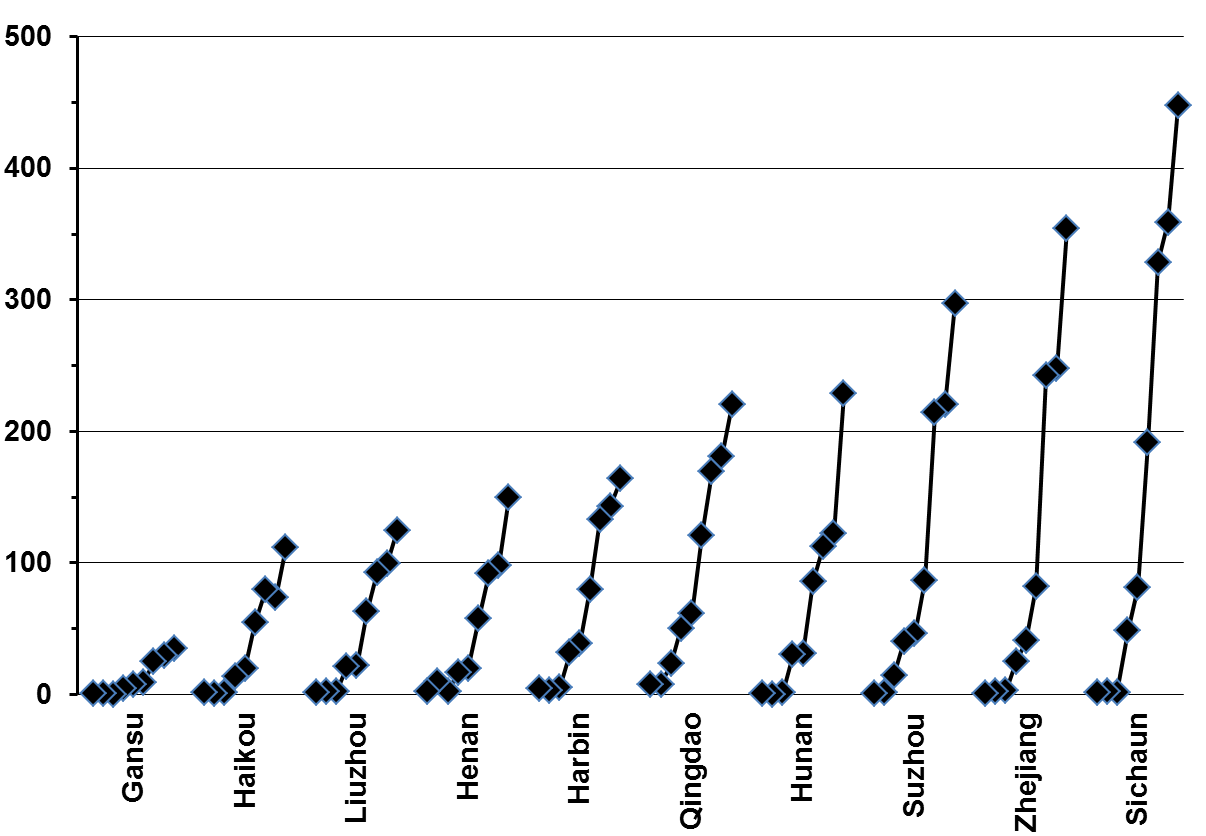 500
400
300
200
100
0
Gansu
Haikou
Liuzhou
Henan
Harbin
Qingdao
Hunan
Suzhou
Zhejiang
Sichaun